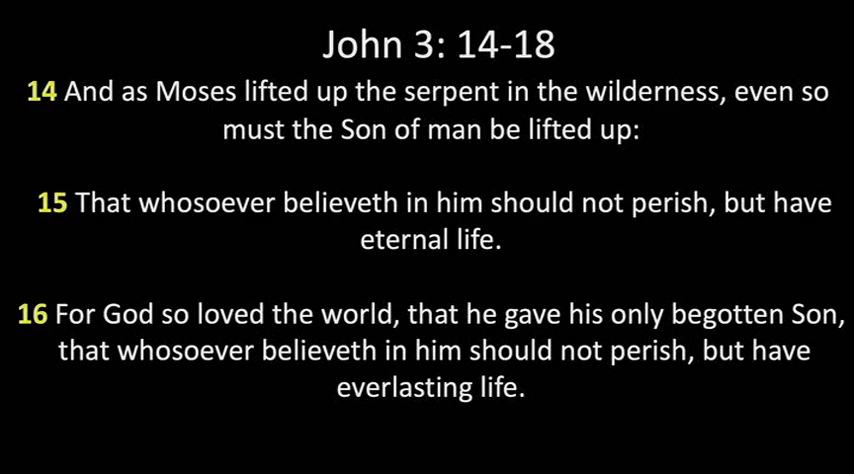 John 3: 14-18
14 And as Moses lifted up the serpent in the wilderness, even so
must the Son of man be lifted up:
15 That whosoever believeth in him should not perish, but have
eternal life.
16 For God so loved the world, that he gave his only begotten Son,
that whosoever believeth in him should not perish, but have
everlasting life.